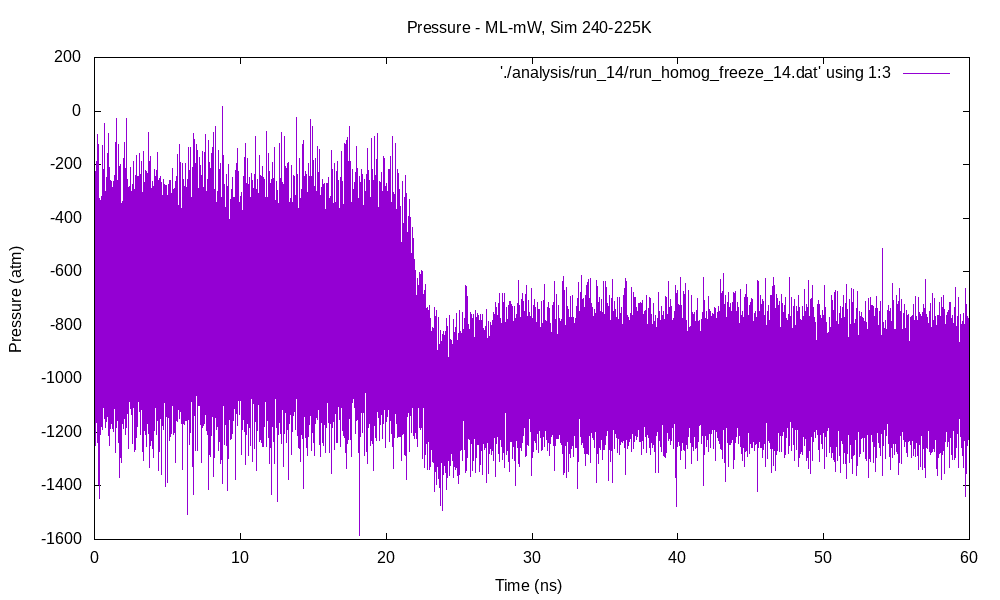 Pressure - ML-mW, Sim 240-225K
'./analysis/run_14/run_homog_freeze_14.dat' using 1:3
200
0
-200
-400
-600
-800
-1000
-1200
-1400
-1600
Pressure (atm)
0 10 20 30 40 50 60
Time (ns)